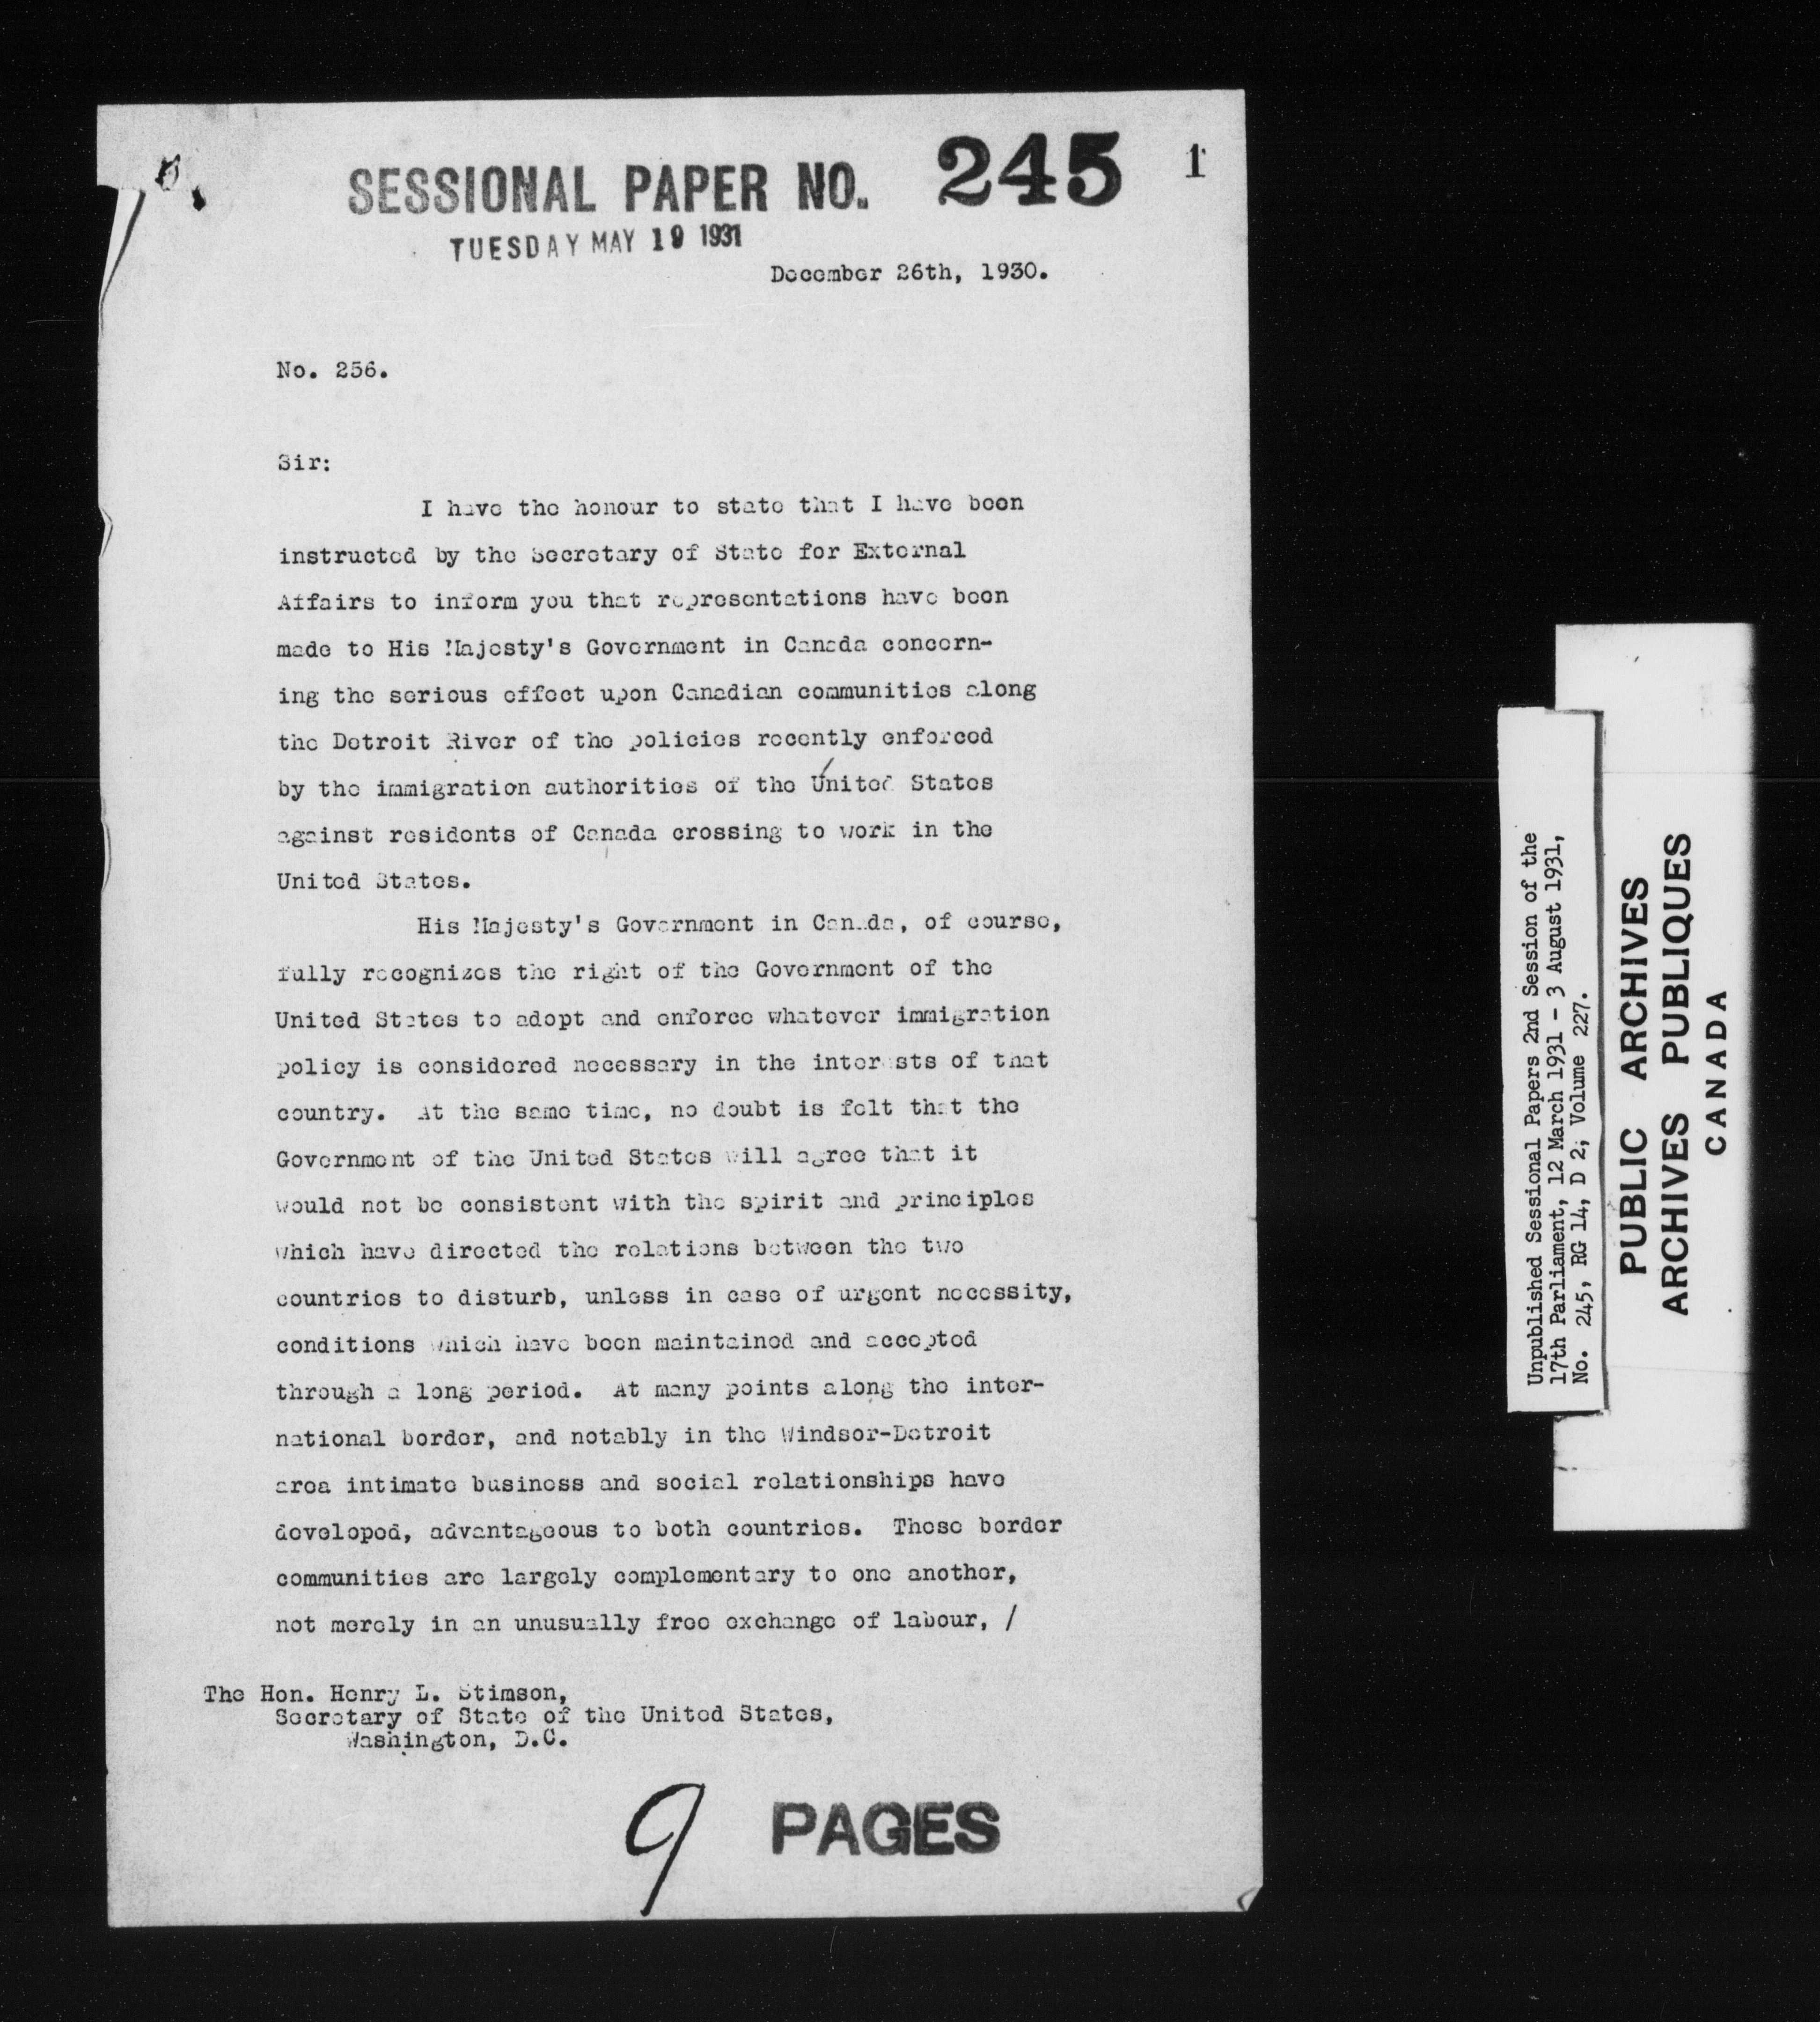 SESSIONAL PAPER NO. 245 1
TUESDAY MAY 19 1931
December 26th, 1930.
No. 256.
Sir:
I have the honour to state that I have been
instructed by the Secretary of State for External
Affairs to inform you that representations have been
made to His Majesty's Government in Canada concern-
ing the serious effect upon Canadian communities along
the Detroit River of the policies recently enforced
by the immigration authorities of the United States
against residents of Canada crossing to work in the
United States.
His Majesty's Government in Canada, of course,
fully recognizes the right of the Government of the
United States to adopt and enforce whatever immigration
policy is considered necessary in the interests of that
country. At the same time, no doubt is felt that the
Government of the United States will agree that it
would not be consistent with the spirit and principles
which have directed the relations between the two
countries to disturb, unless in case of urgent necessity,
conditions which have been maintained and accepted
through a long period. At many points along the inter-
national border, and notably in the Windsor-Detroit
area intimate business and social relationships have
developed, advantageous to both countries. These border
communities are largely complementary to one another,
not merely in an unusually free exchange of labour, /
The Hon. Henry L. Stimson,
Secretary of State of the United States,
Washington, D.C.
9 PAGES
Unpublished Sessional Papers 2nd Session of the
17th Parliament, 12 March 1931 - 3 August 1931,
No. 245, RG 14, D 2, Volume 227.
PUBLIC ARCHIVES
ARCHIVES PUBLIQUES
CANADA